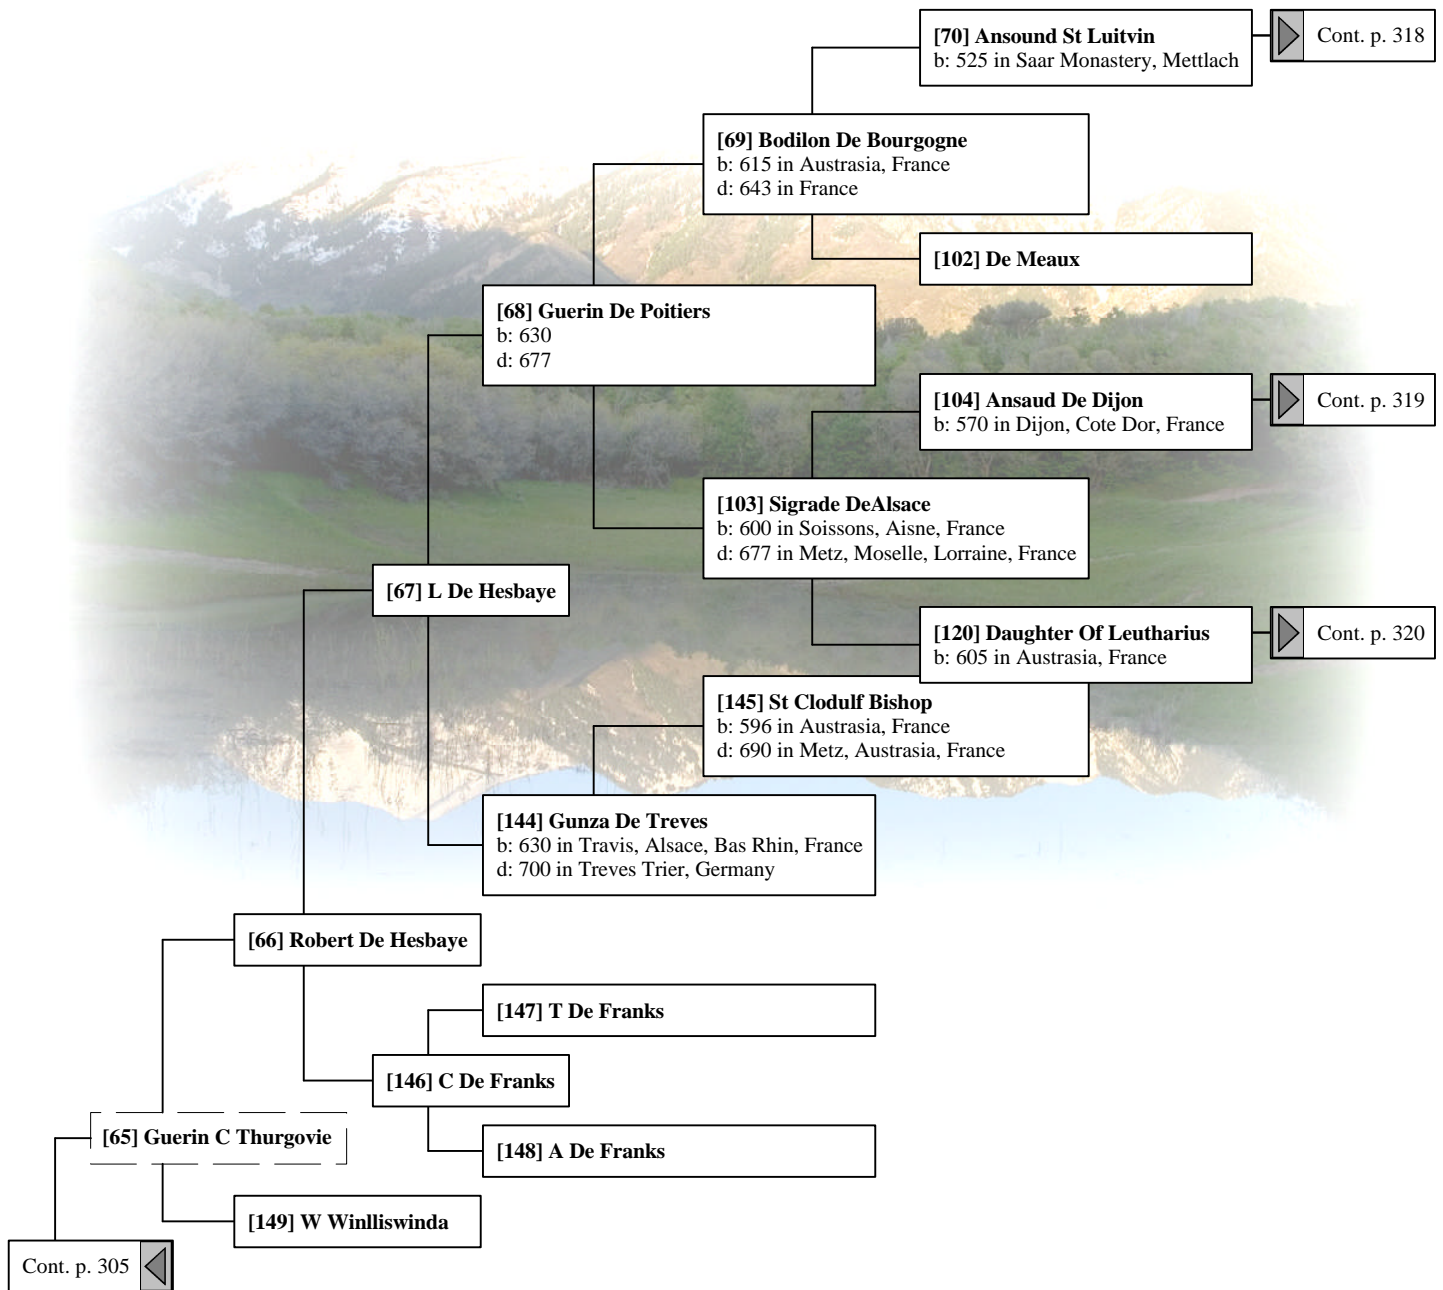 [70] Ansound St Luitvin
b: 525 in Saar Monastery, Mettlach
Cont. p. 318
[69] Bodilon De Bourgogne
b: 615 in Austrasia, France
d: 643 in France
[102] De Meaux
[68] Guerin De Poitiers
b: 630
d: 677
[104] Ansaud De Dijon
b: 570 in Dijon, Cote Dor, France
Cont. p. 319
[103] Sigrade DeAlsace
b: 600 in Soissons, Aisne, France
d: 677 in Metz, Moselle, Lorraine, France
[67] L De Hesbaye
[120] Daughter Of Leutharius
b: 605 in Austrasia, France
Cont. p. 320
[145] St Clodulf Bishop
b: 596 in Austrasia, France
d: 690 in Metz, Austrasia, France
[144] Gunza De Treves
b: 630 in Travis, Alsace, Bas Rhin, France
d: 700 in Treves Trier, Germany
[66] Robert De Hesbaye
[147] T De Franks
[146] C De Franks
[65] Guerin C Thurgovie
[148] A De Franks
[149] W Winlliswinda
Cont. p. 305